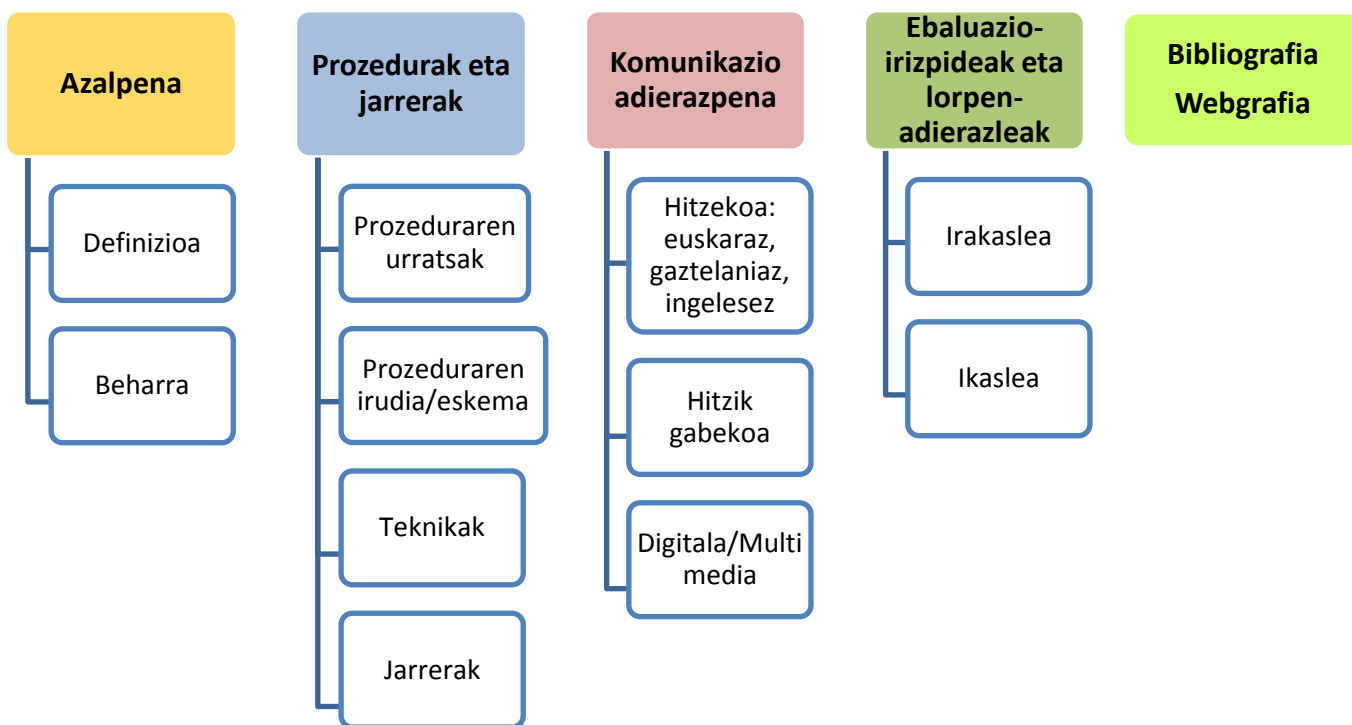 Azalpena
Definizioa
Beharra
Prozedurak eta
jarrerak
Prozeduraren
urratsak
Prozeduraren
irudia/eskema
Teknikak
Jarrerak
Komunikazio
adierazpena
Hitzekoa:
euskaraz,
gaztelaniaz,
ingelesez
Hitzik
gabekoa
Digitala/Multi
media
Ebaluazio-
irizpideak eta
lorpen-
adierazleak
Irakaslea
Ikaslea
Bibliografia
Webgrafia